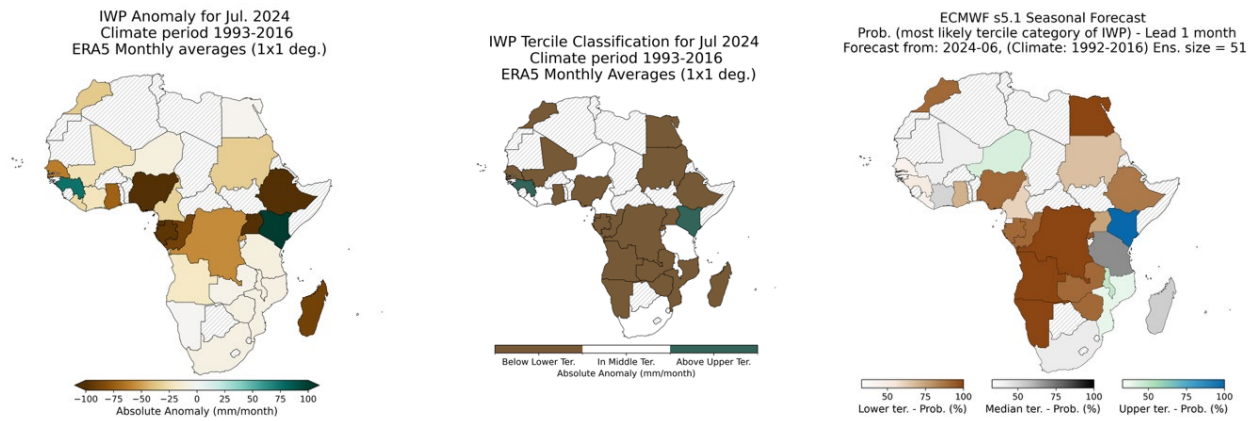 IWP Anomaly for Jul. 2024
Climate period 1993-2016
ERA5 Monthly averages (1x1 deg.)
−100 −75 −50 −25 0 25 50 75 100
Absolute Anomaly (mm/month)
IWP Tercile Classification for Jul 2024
Climate period 1993-2016
ERA5 Monthly Averages (1x1 deg.)
Below Lower Ter. In Middle Ter. Above Upper Ter.
Absolute Anomaly (mm/month)
ECMWF s5.1 Seasonal Forecast
Prob. (most likely tercile category of IWP) - Lead 1 month
Forecast from: 2024-06, (Climate: 1992-2016) Ens. size = 51
50 75 100
Lower ter. - Prob. (%)
50 75 100
Median ter. - Prob. (%)
50 75 100
Upper ter. - Prob. (%)